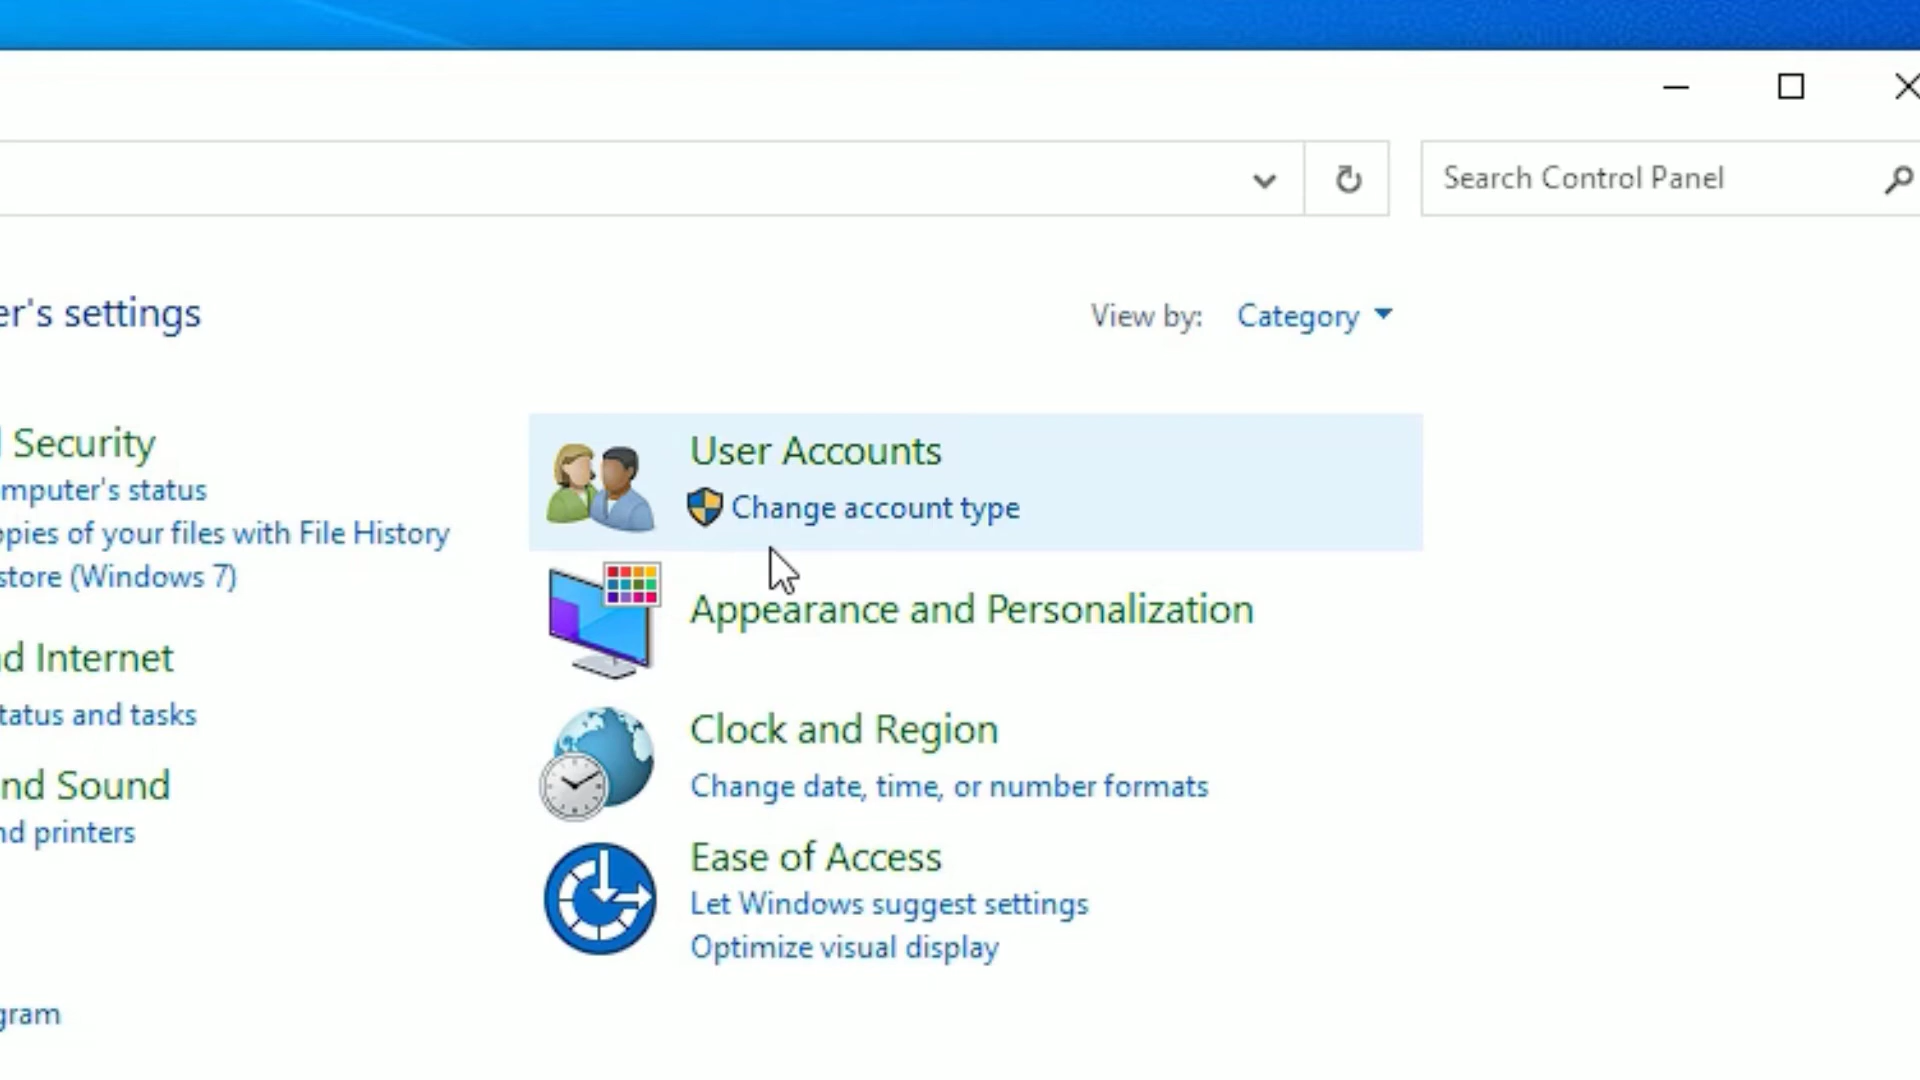 Search Control Panel
er's settings
View by: Category
Security
mputer's status
opies of your files with File History
store (Windows 7)
d Internet
tatus and tasks
nd Sound
nd printers
gram
User Accounts
Change account type
Appearance and Personalization
Clock and Region
Change date, time, or number formats
Ease of Access
Let Windows suggest settings
Optimize visual display